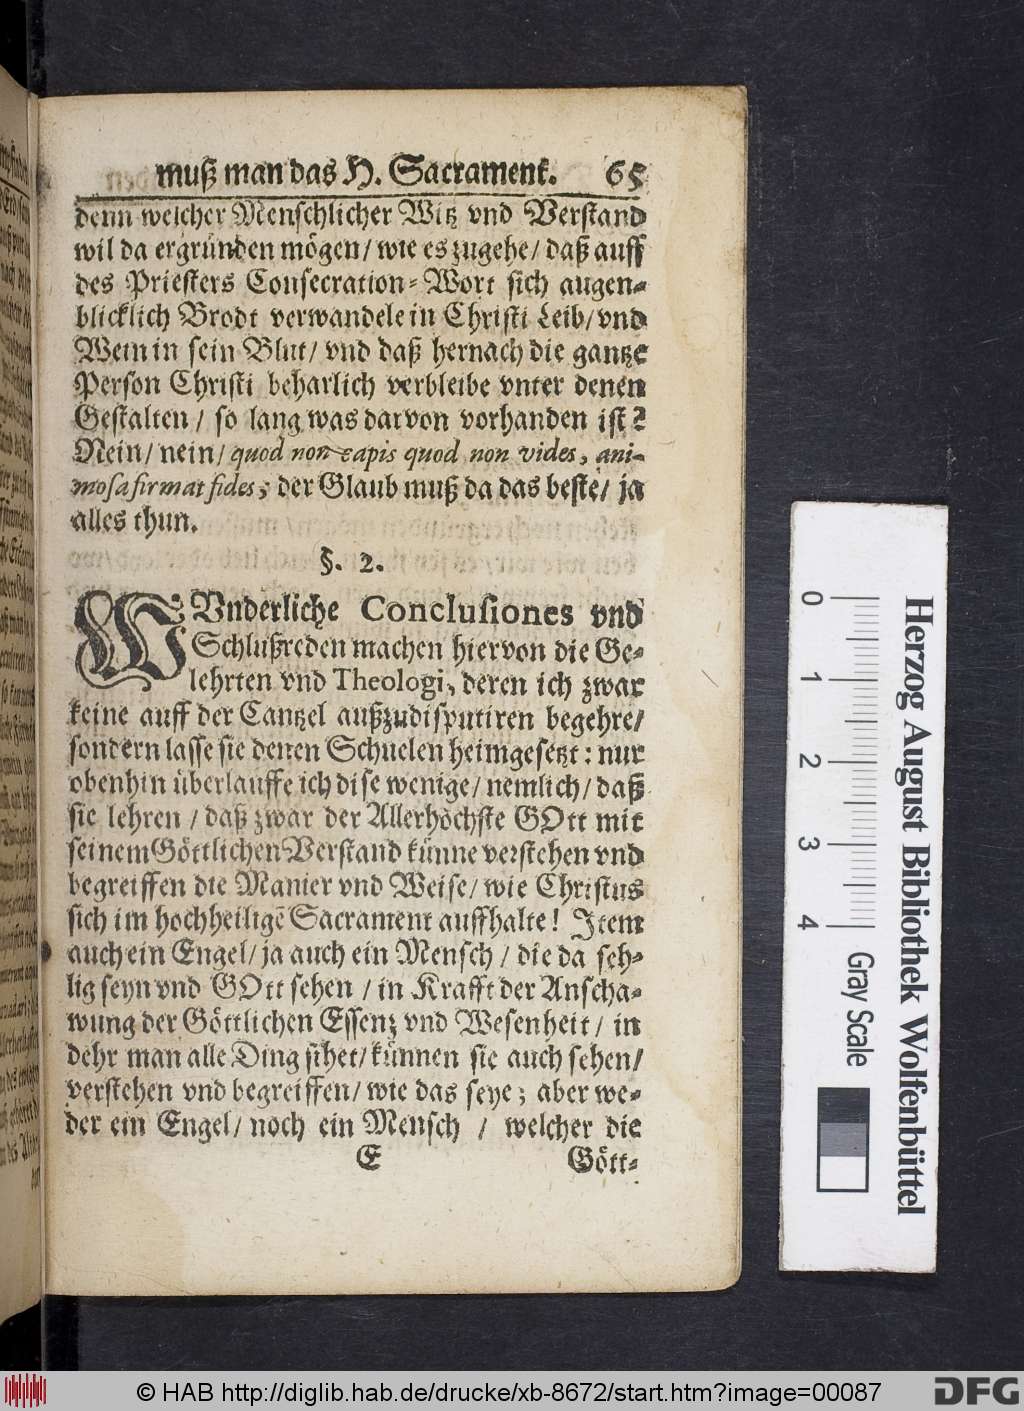 muß man das H. Sacrament. 65
denn welcher Menschlicher Witz vnd Verstand
wil da ergründen mögen/ wie es zugehe/ daß auff
des Priesters Consecration-Wort sich augen-
blicklich Brodt verwandele in Christi Leib/ vnd
Wein in sein Blut/ vnd daß hernach die gantze
Person Christi beharlich verbleibe vnter denen
Gestalten/ so lang was darvon vorhanden ist?
Nein/ nein/ quod non capis quod non vides, ani-
mosa firmat fides; der Glaub muß da das beste/ ja
alles thun.
§. 2.
WVnderliche Conclusiones vnd
Schlußreden machen hiervon die Ge-
lehrten vnd Theologi, deren ich zwar
keine auff der Cantzel außzudisputiren begehre/
sondern lasse sie denen Schuelen heimgesetzt: nur
obenhin überlauffe ich dise wenige/ nemlich/ daß
sie lehren / daß zwar der Allerhöchste GOtt mit
seinem Göttlichen Verstand künne verstehen vnd
begreiffen die Manier vnd Weise/ wie Christus
sich im hochheiligē Sacrament auffhalte! Item
auch ein Engel/ ja auch ein Mensch / die da seh-
lig seyn vnd GOtt sehen / in Krafft der Anscha-
wung der Göttlichen Essenz vnd Wesenheit/ in
dehr man alle Ding sihet/ künnen sie auch sehen/
verstehen vnd begreiffen/ wie das seye; aber we-
der ein Engel/ noch ein Mensch / welcher die
E Gött-
0 1 2 3 4
Gray Scale
Herzog August Bibliothek Wolfenbüttel
© HAB http://diglib.hab.de/drucke/xb-8672/start.htm?image=00087
DFG